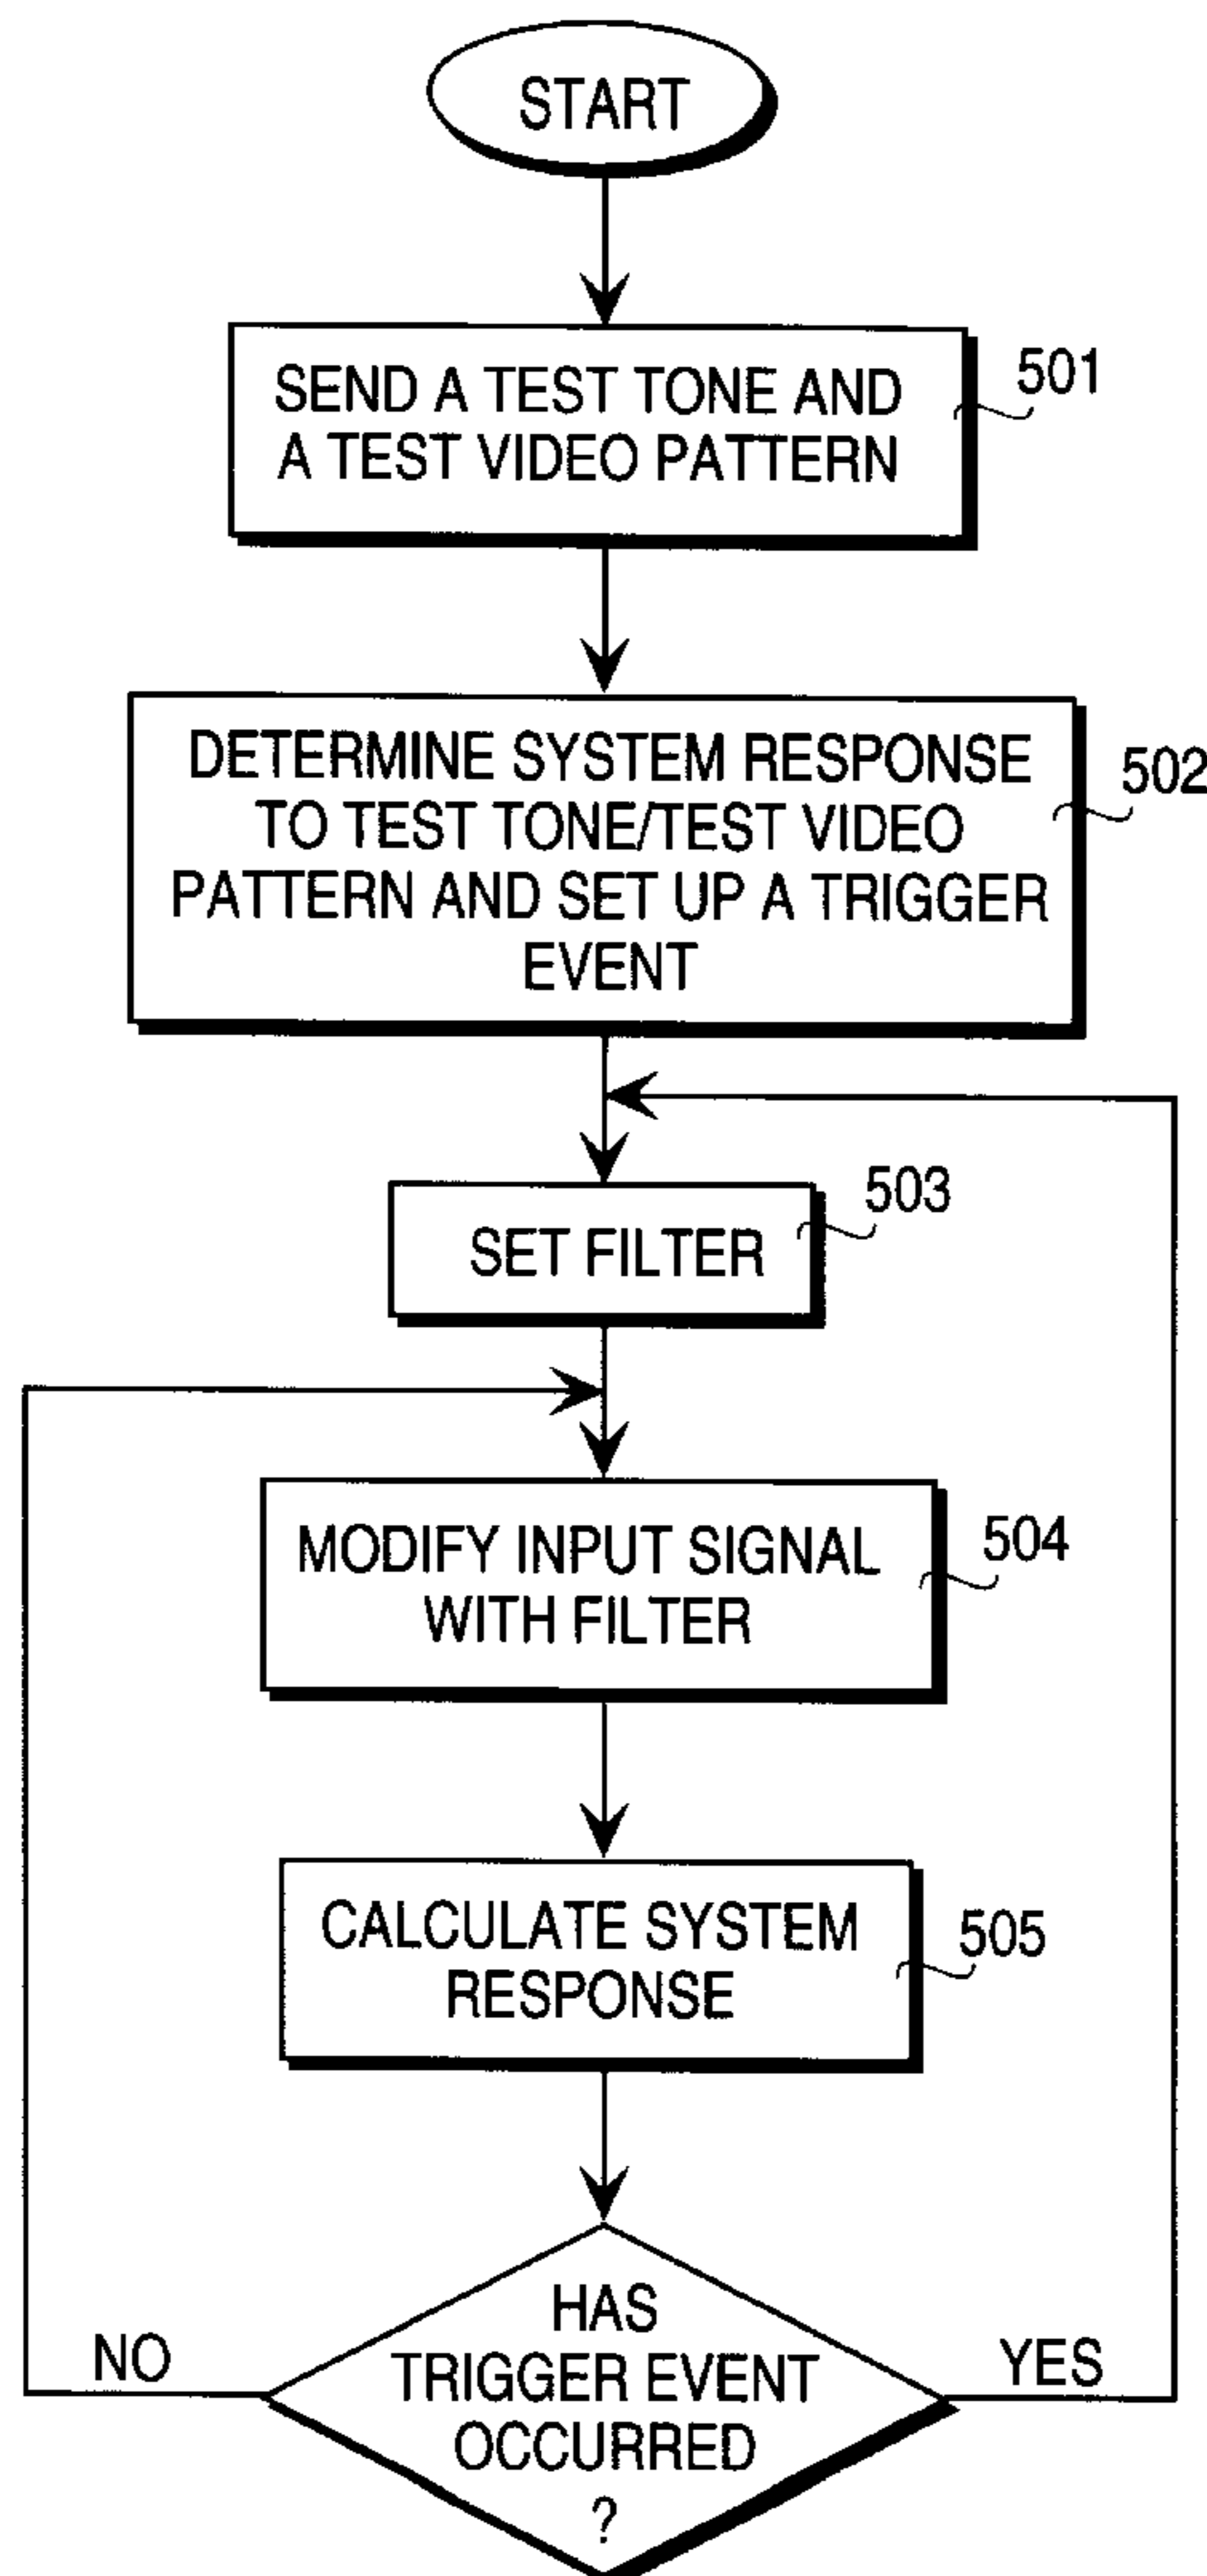 START
SEND A TEST TONE AND
A TEST VIDEO PATTERN
501
DETERMINE SYSTEM RESPONSE
TO TEST TONE/TEST VIDEO
PATTERN AND SET UP A TRIGGER
EVENT
502
SET FILTER
503
MODIFY INPUT SIGNAL
WITH FILTER
504
CALCULATE SYSTEM
RESPONSE
505
HAS
TRIGGER EVENT
OCCURRED
?
NO
YES